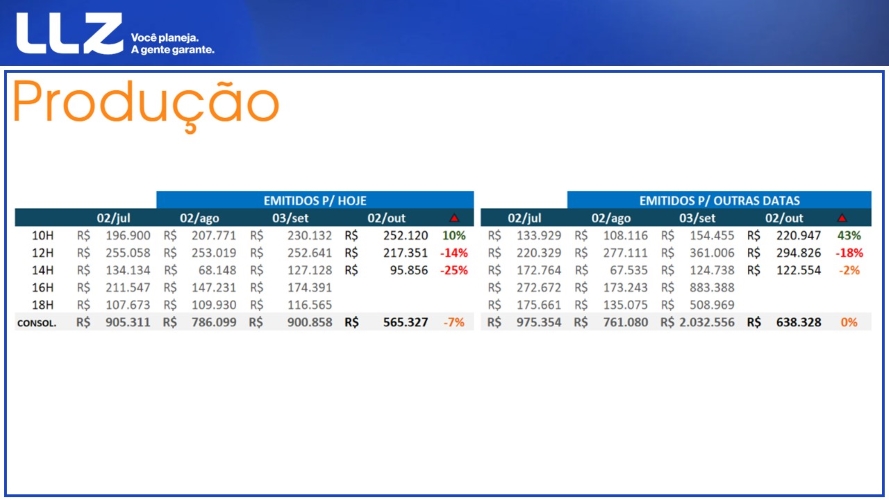 LLZ Você planeja.
A gente garante.
Produção
EMITIDOS P/ HOJE EMITIDOS P/ OUTRAS DATAS
02/jul 02/ago 03/set 02/out 02/jul 02/ago 03/set 02/out
10H R$ 196.900 R$ 207.771 R$ 230.132 R$ 252.120 10% R$ 133.929 R$ 108.116 R$ 154.455 R$ 220.947 43%
12H R$ 255.058 R$ 253.019 R$ 252.641 R$ 217.351 -14% R$ 220.329 R$ 277.111 R$ 361.006 R$ 294.826 -18%
14H R$ 134.134 R$ 68.148 R$ 127.128 R$ 95.856 -25% R$ 172.764 R$ 67.535 R$ 124.738 R$ 122.554 -2%
16H R$ 211.547 R$ 147.231 R$ 174.391 R$ 272.672 R$ 173.243 R$ 883.388
18H R$ 107.673 R$ 109.930 R$ 116.565 R$ 175.661 R$ 135.075 R$ 508.969
CONSOL. R$ 905.311 R$ 786.099 R$ 900.858 R$ 565.327 -7% R$ 975.354 R$ 761.080 R$ 2.032.556 R$ 638.328 0%